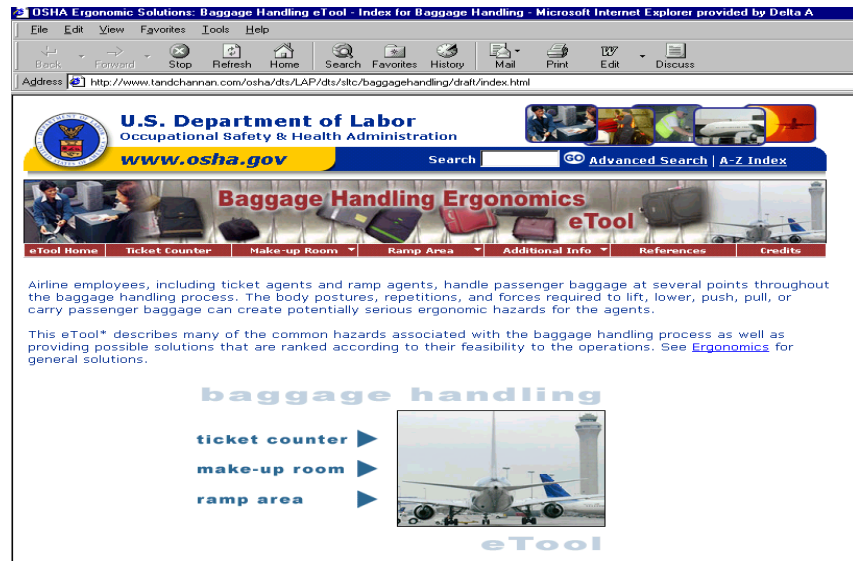 OSHA Ergonomic Solutions: Baggage Handling eTool - Index for Baggage Handling - Microsoft Internet Explorer provided by Delta A
File Edit View Favorites Tools Help
Back Forward Stop Refresh Home Search Favorites History Mail Print Edit Discuss
Address http://www.tandchannan.com/osha/dts/LAP/dts/sltc/baggagehandling/draft/index.html
U.S. Department of Labor
Occupational Safety & Health Administration
www.osha.gov Search GO Advanced Search | A-Z Index
Baggage Handling Ergonomics
eTool
eTool Home Ticket Counter Make-up Room Ramp Area Additional Info References Credits
Airline employees, including ticket agents and ramp agents, handle passenger baggage at several points throughout
the baggage handling process. The body postures, repetitions, and forces required to lift, lower, push, pull, or
carry passenger baggage can create potentially serious ergonomic hazards for the agents.
This eTool* describes many of the common hazards associated with the baggage handling process as well as
providing possible solutions that are ranked according to their feasibility to the operations. See Ergonomics for
general solutions.
baggage handling
ticket counter
make-up room
ramp area
eTool